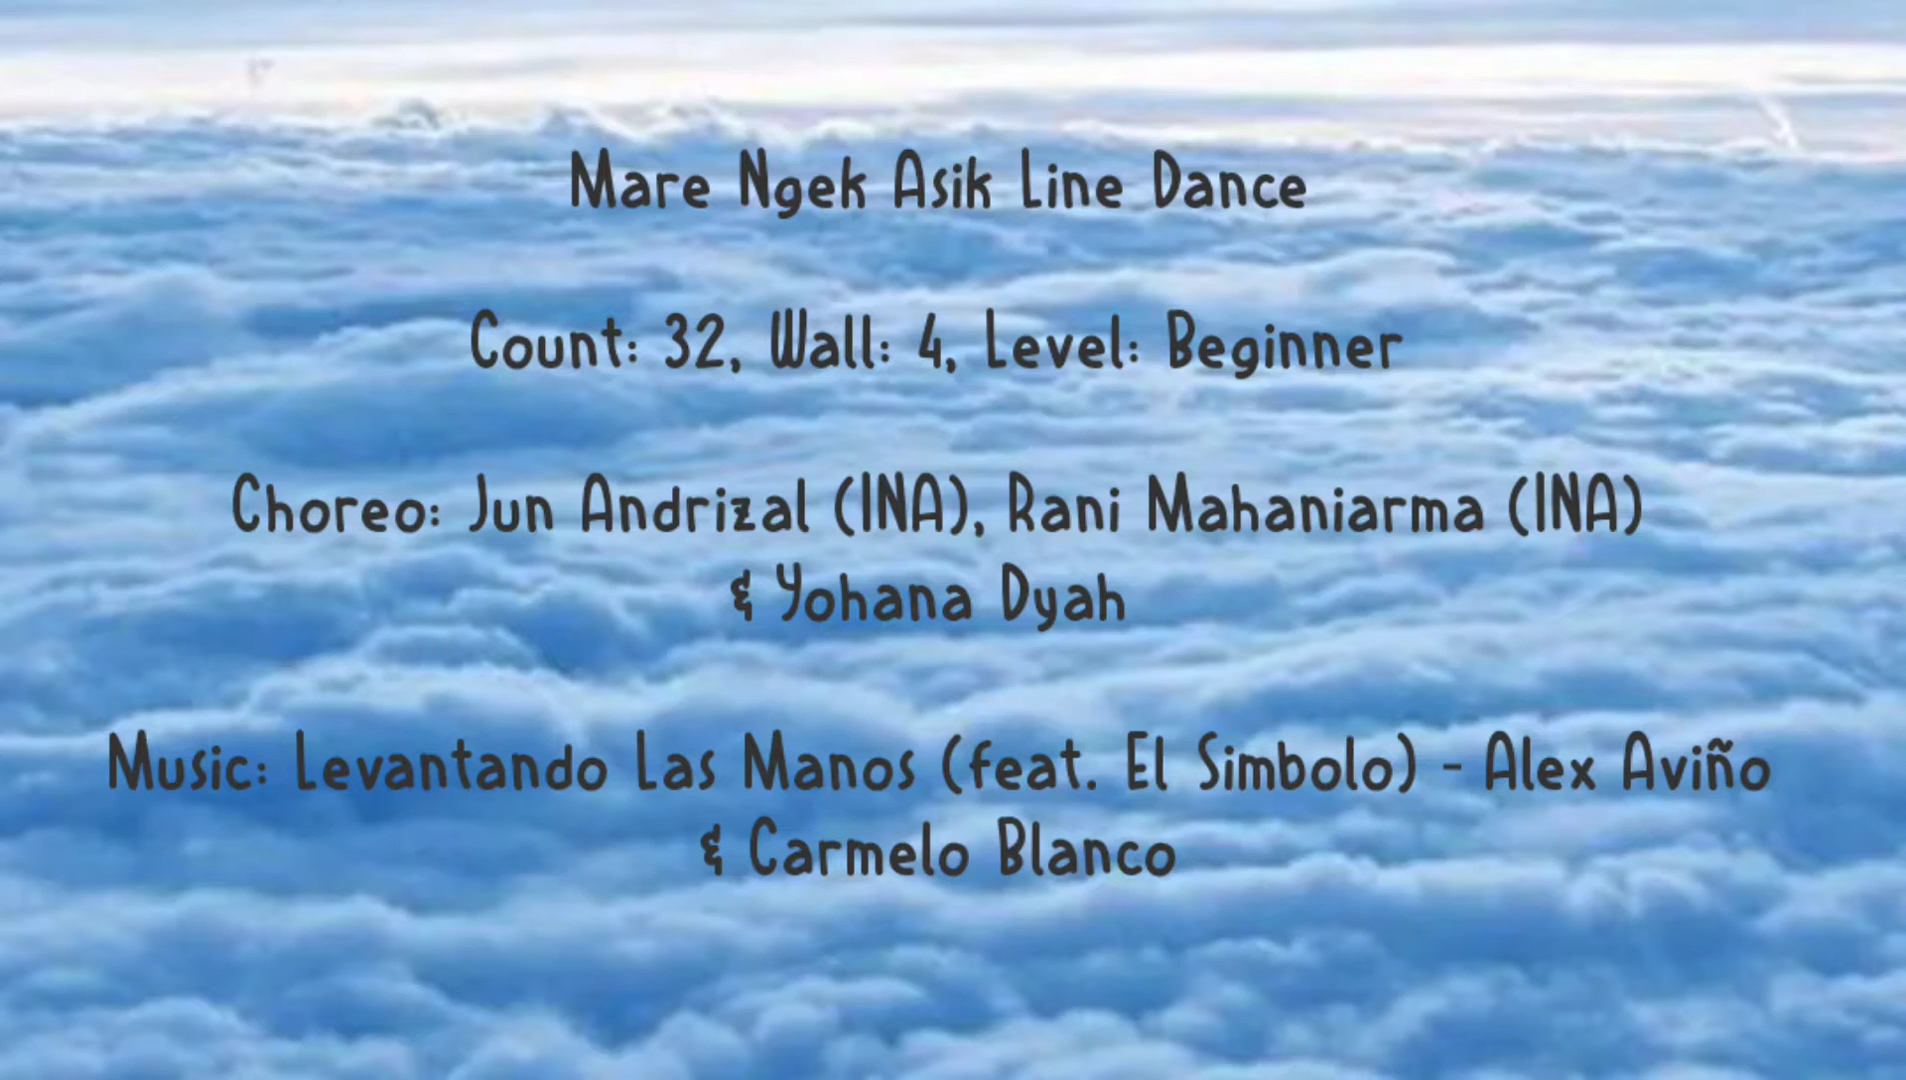 Mare Ngek Asik Line Dance
Count: 32, Wall: 4, Level: Beginner
Choreo: Jun Andrizal (INA), Rani Mahaniarma (INA)
& Yohana Dyah
Music: Levantando Las Manos (feat. El Simbolo) - Alex Aviño
& Carmelo Blanco